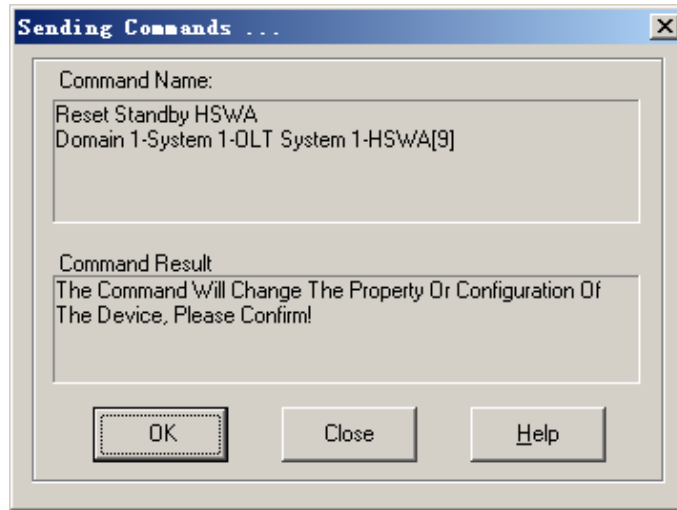 Sending Commands ...
Command Name:
Reset Standby HSWA
Domain 1-System 1-OLT System 1-HSWA[9]
Command Result
The Command Will Change The Property Or Configuration Of
The Device, Please Confirm!
OK
Close
Help